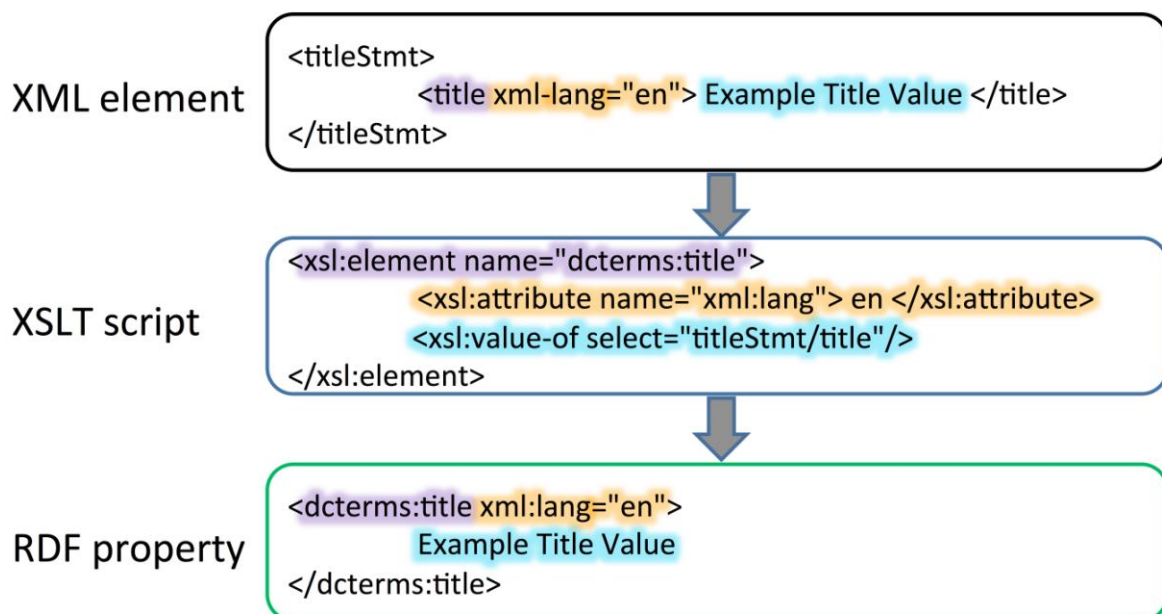 XML element
<titleStmt>
<title xml-lang="en"> Example Title Value </title>
</titleStmt>
XSLT script
<xsl:element name="dcterms:title">
<xsl:attribute name="xml:lang"> en </xsl:attribute>
<xsl:value-of select="titleStmt/title"/>
</xsl:element>
RDF property
<dcterms:title xml:lang="en">
Example Title Value
</dcterms:title>